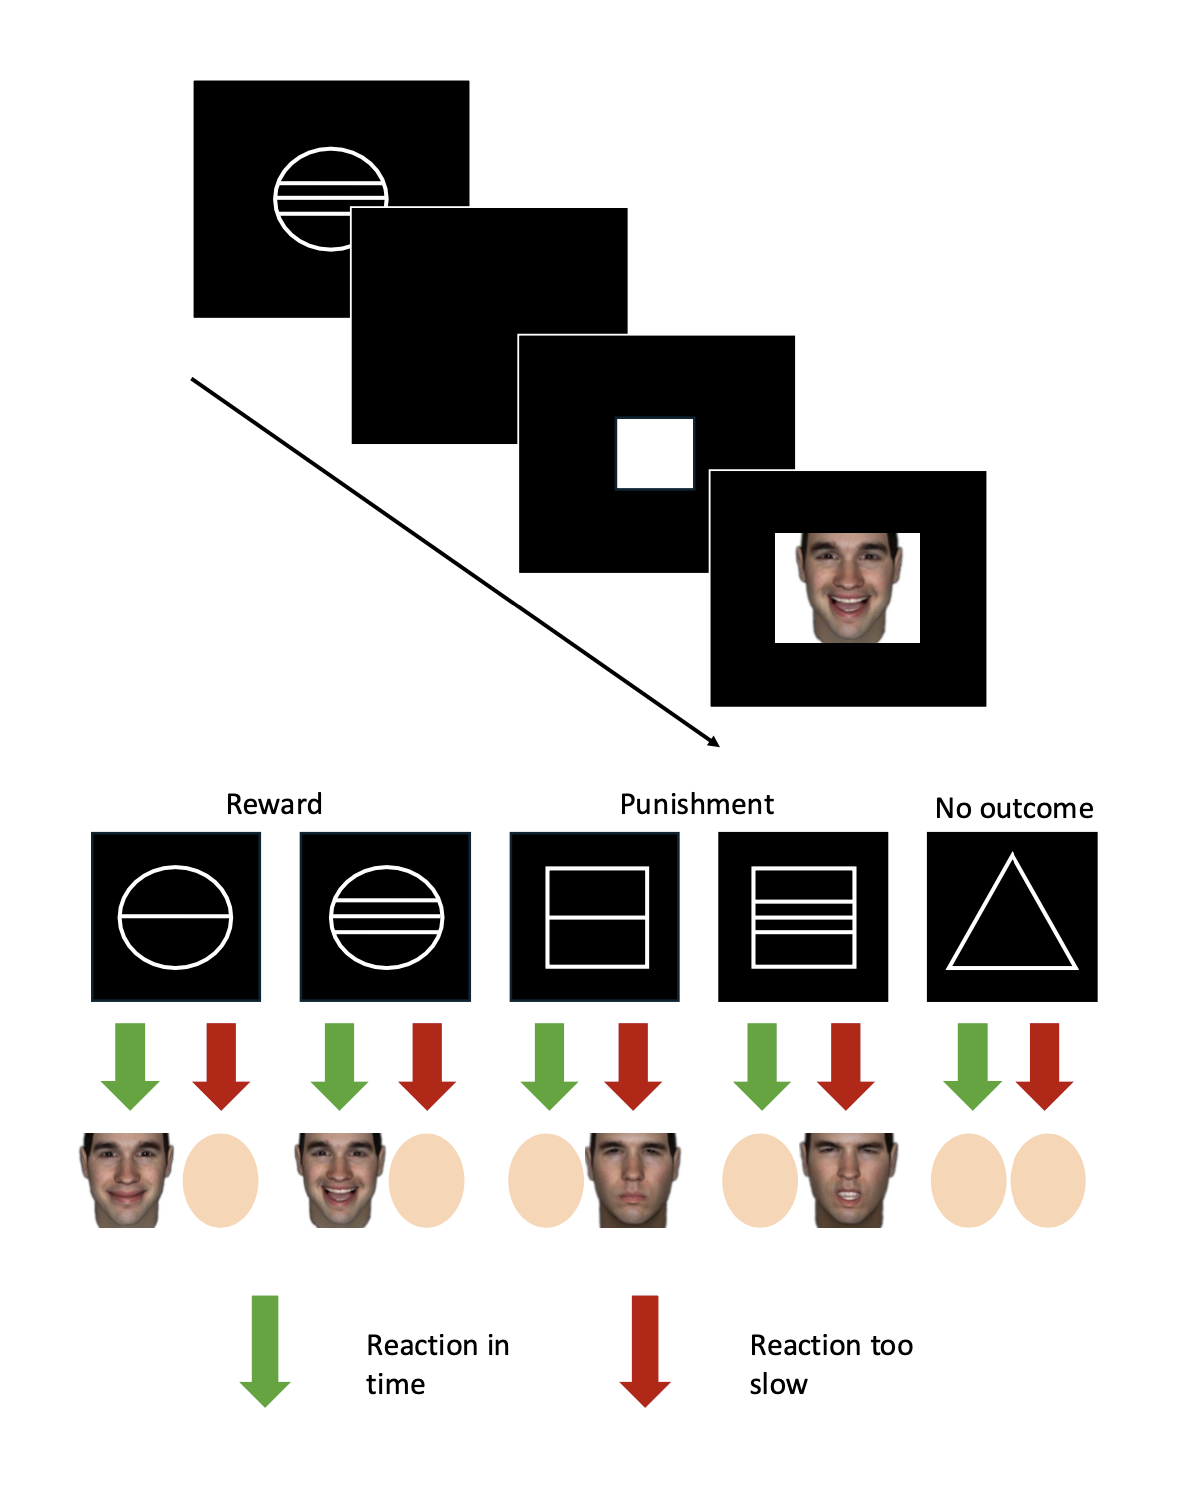 Reward
Punishment
No outcome
Reaction in
time
Reaction too
slow